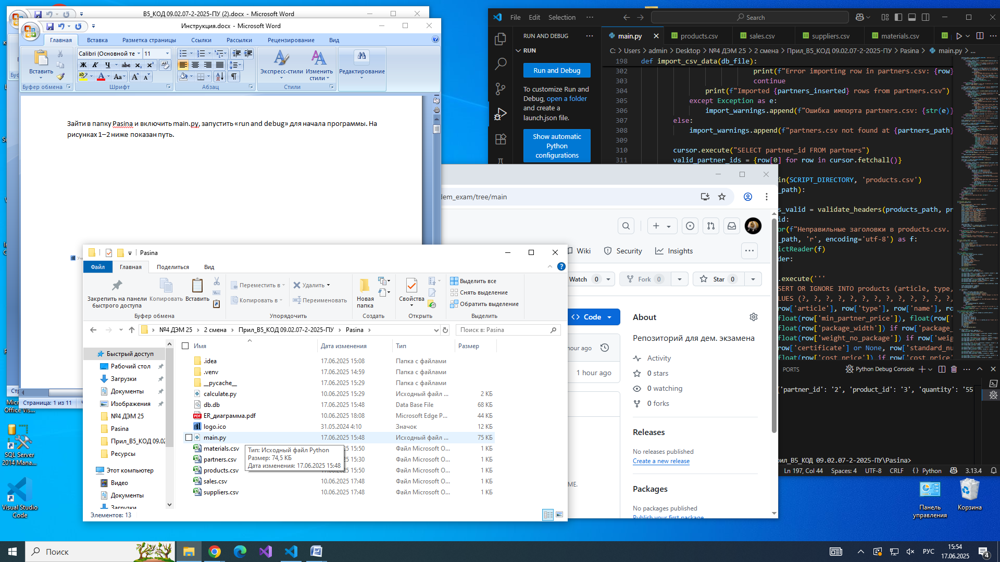 В5_КОД 09.02.07-2-2025-ПУ (2).docx - Microsoft Word
Инструкция.docx - Microsoft Word
Главная Вставка Разметка страницы Ссылки Рассылки Рецензирование Вид
Вставить
Calibri (Основной те 11
Ж К Ч abc x₂ x²
Экспресс-стили
Изменить стили
Редактирование
Буфер обмена Шрифт Абзац Стили
Зайти в папку Pasina и включить main.py, запустить «run and debug» для начала программы. На
рисунках 1–2 ниже показан путь.
Страница: 1 из 11
File Edit Selection ··· Search
RUN AND DEBUG ···
main.py products.csv sales.csv suppliers.csv materials.csv
RUN
C: > Users > admin > Desktop > №4 ДЭМ 25 > 2 смена > Прил_В5_КОД 09.02.07-2-2025-ПУ > Pasina > main.py > ...
Run and Debug
To customize Run and
Debug, open a folder
and create a
launch.json file.
Show automatic
Python
configurations
198 def import_csv_data(db_file):
302 print(f"Error importing row in partners.csv: {row}
303 continue
304 print(f"Imported {partners_inserted} rows from partners.csv")
305 except Exception as e:
306 import_warnings.append(f"Ошибка импорта partners.csv: {str(e)}
307 else:
308 import_warnings.append(f"partners.csv not found at {partners_path}
309
310 cursor.execute("SELECT partner_id FROM partners")
311 valid_partner_ids = {row[0] for row in cursor.fetchall()}
in(SCRIPT_DIRECTORY, 'products.csv')
_path):
s_valid = validate_headers(products_path, pr
id:
or(f"Неправильные заголовки в products.csv.
_path, 'r', encoding='utf-8') as f:
ictReader(f)
der:
.execute('''
SERT OR IGNORE INTO products (article, type,
LUES (?, ?, ?, ?, ?, ?, ?, ?, ?, ?, ?, ?,
row['article'], row['type'], row['name'], ro
float(row['min_partner_price']), float(row['
float(row['package_width']) if row['package_
float(row['weight_no_package']) if row['weig
row['certificate'] or None, row['standard_nu
float(row['cost_price']) if row['cost_price'
PORTS Python Debug Console
['partner_id': '2', 'product_id': '3', 'quantity': '55
рил_В5_КОД 09.02.07-2-2025-ПУ\Pasina>
Ln 197, Col 44 Spaces: 4 UTF-8 CRLF Python 3.13.4
dem_exam/tree/main
Wiki Security Insights ···
Watch 0 Fork 0 Star 0
Code
About
Репозиторий для дем. экзамена
Activity
0 stars
0 watching
0 forks
hour ago
1 hour ago
ME.
Releases
No releases published
Create a new release
Packages
No packages published
Publish your first package
Pasina
Файл Главная Поделиться Вид
Закрепить на панели быстрого доступа
Копировать
Вставить
Переместить в
Копировать в
Удалить
Переименовать
Новая папка
Свойства
Выделить все
Снять выделение
Обратить выделение
Буфер обмена Упорядочить Создать Открыть Выделить
№4 ДЭМ 25 > 2 смена > Прил_В5_КОД 09.02.07-2-2025-ПУ > Pasina >
Поиск в: Pasina
Имя Дата изменения Тип Размер
Быстрый доступ
Рабочий стол
Загрузки
Документы
Изображения
№4 ДЭМ 25
Pasina
Прил_В5_КОД 09.02
Ресурсы
Этот компьютер
Видео
Документы
Загрузки
.idea 17.06.2025 15:08 Папка с файлами
.venv 17.06.2025 14:59 Папка с файлами
__pycache__ 17.06.2025 15:29 Папка с файлами
calculate.py 10.06.2025 15:29 Исходный файл ... 2 КБ
db.db 17.06.2025 15:48 Data Base File 68 КБ
ER_диаграмма.pdf 10.06.2025 18:08 Microsoft Edge P... 44 КБ
logo.ico 31.05.2024 4:10 Значок 12 КБ
main.py 17.06.2025 15:48 Исходный файл ... 75 КБ
materials.csv 15:50 Файл Microsoft O... 1 КБ
partners.csv 15:30 Файл Microsoft O... 1 КБ
products.csv 17.06.2025 15:50 Файл Microsoft O... 1 КБ
sales.csv 10.06.2025 17:48 Файл Microsoft O... 1 КБ
suppliers.csv 10.06.2025 17:48 Файл Microsoft O... 1 КБ
Тип: Исходный файл Python
Размер: 74,5 КБ
Дата изменения: 17.06.2025 15:48
Элементов: 13
Office Vis...
SQL Server
2014 Mana...
Visual Studio
Code
Панель
управления
Корзина
Поиск
РУС
15:54
17.06.2025
4